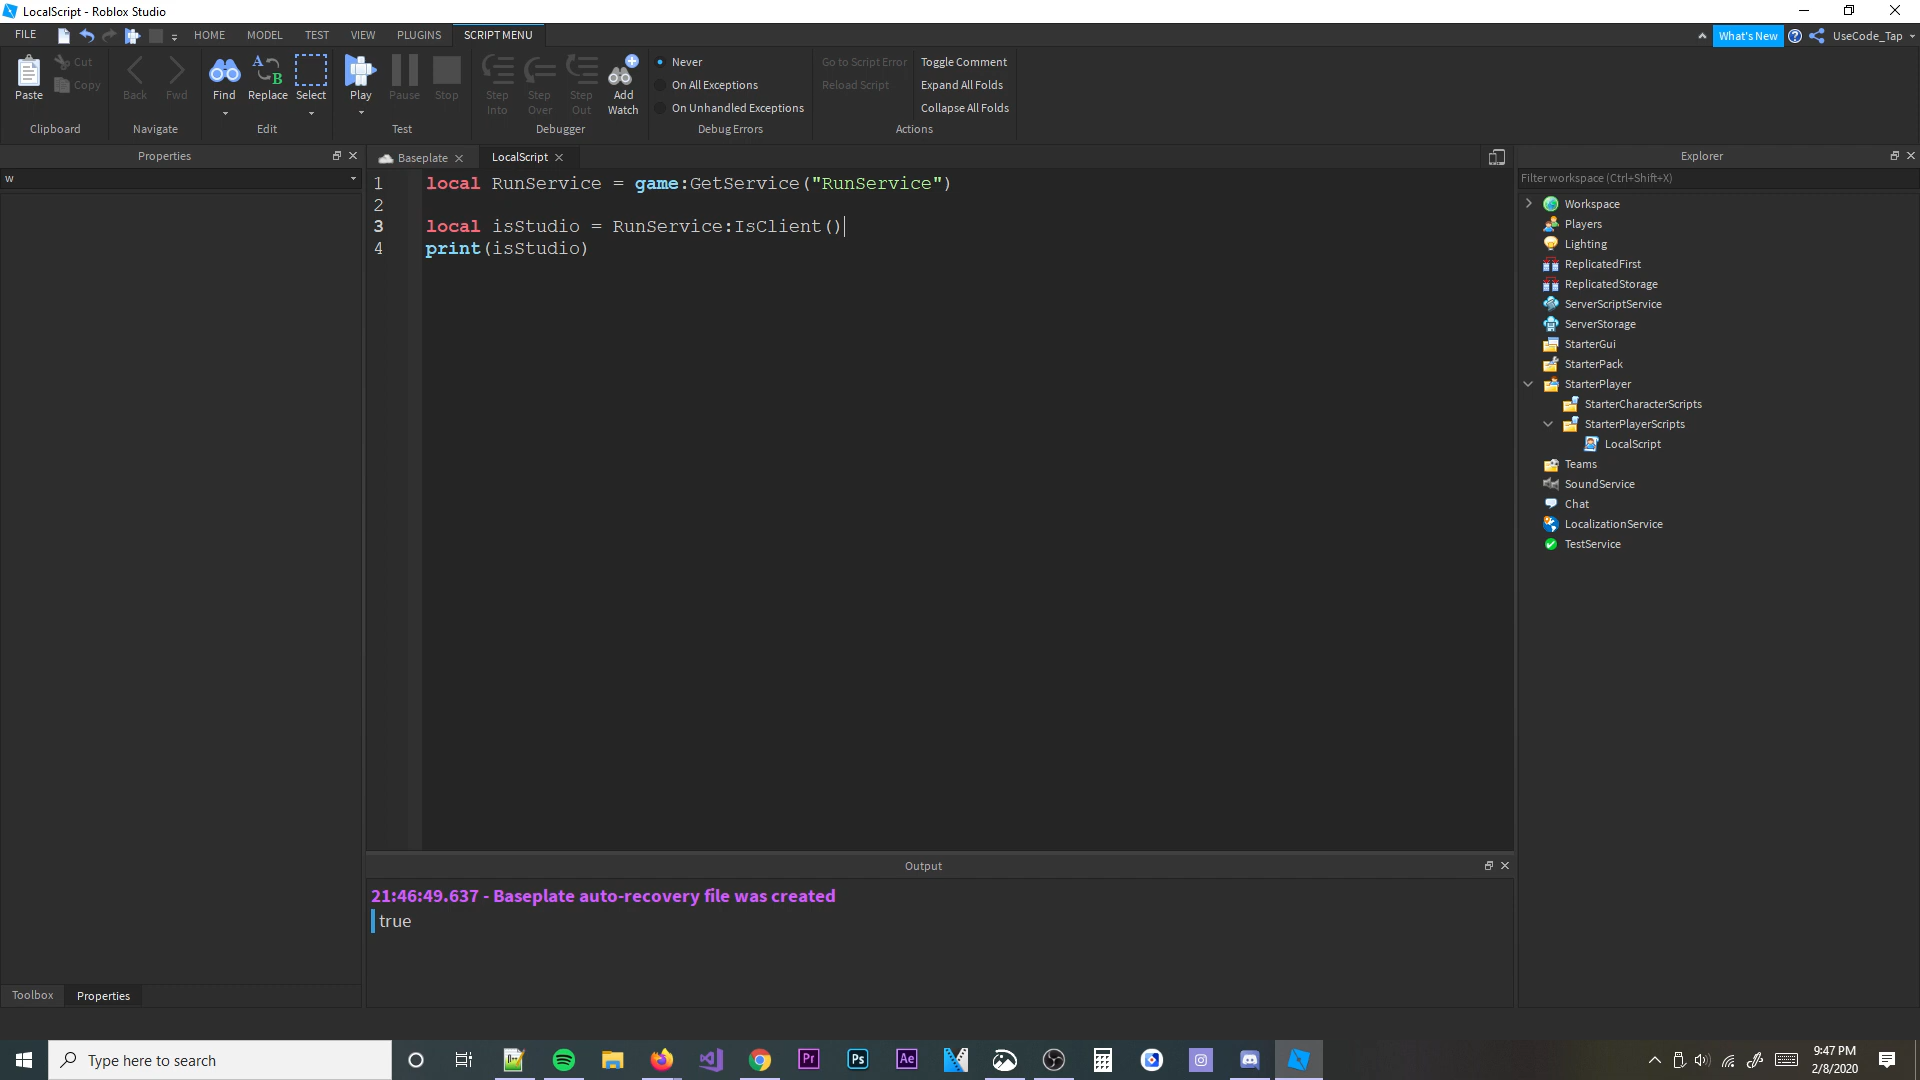 LocalScript - Roblox Studio
FILE HOME MODEL TEST VIEW PLUGINS SCRIPT MENU What's New UseCode_Tap
Paste Cut Copy
Clipboard
Back Fwd
Navigate
Find Replace Select
Edit
Play Pause Stop
Test
Step Into Step Over Step Out Add Watch
Debugger
Never
On All Exceptions
On Unhandled Exceptions
Debug Errors
Go to Script Error
Reload Script
Toggle Comment
Expand All Folds
Collapse All Folds
Actions
Properties
w
Toolbox Properties
Baseplate LocalScript
1 local RunService = game:GetService("RunService")
2
3 local isStudio = RunService:IsClient()
4 print(isStudio)
Output
21:46:49.637 - Baseplate auto-recovery file was created
true
Explorer
Filter workspace (Ctrl+Shift+X)
Workspace
Players
Lighting
ReplicatedFirst
ReplicatedStorage
ServerScriptService
ServerStorage
StarterGui
StarterPack
StarterPlayer
StarterCharacterScripts
StarterPlayerScripts
LocalScript
Teams
SoundService
Chat
LocalizationService
TestService
Type here to search
Pr Ps Ae
9:47 PM
2/8/2020